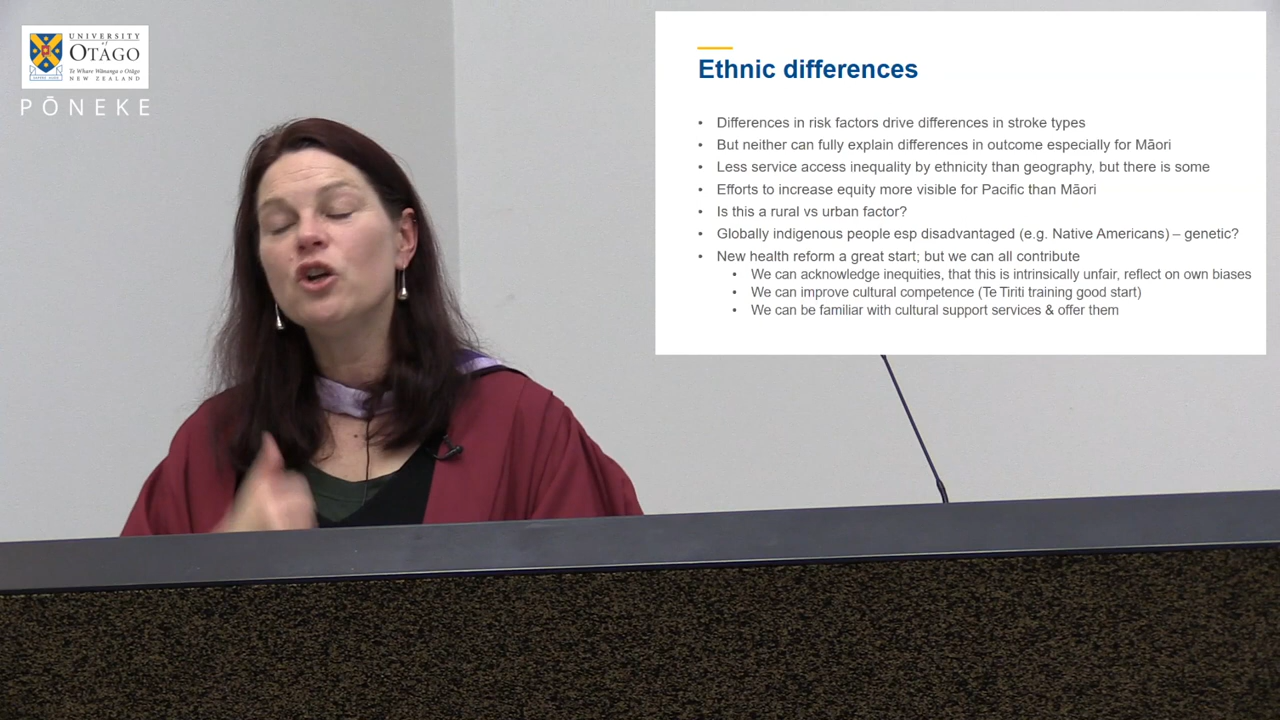 UNIVERSITY
of
OTAGO
Te Whare Wānanga o Otāgo
NEW ZEALAND
PŌNEKE
Ethnic differences
• Differences in risk factors drive differences in stroke types
• But neither can fully explain differences in outcome especially for Māori
• Less service access inequality by ethnicity than geography, but there is some
• Efforts to increase equity more visible for Pacific than Māori
• Is this a rural vs urban factor?
• Globally indigenous people esp disadvantaged (e.g. Native Americans) – genetic?
• New health reform a great start; but we can all contribute
• We can acknowledge inequities, that this is intrinsically unfair, reflect on own biases
• We can improve cultural competence (Te Tiriti training good start)
• We can be familiar with cultural support services & offer them